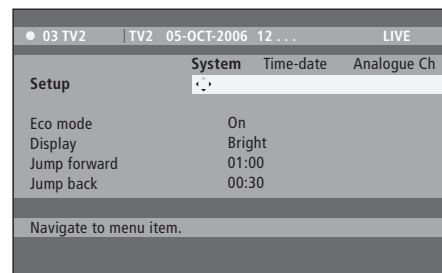 03 TV2 TV2 05-OCT-2006 12 . . . LIVE
System Time-date Analogue Ch
Setup
Eco mode On
Display Bright
Jump forward 01:00
Jump back 00:30
Navigate to menu item.